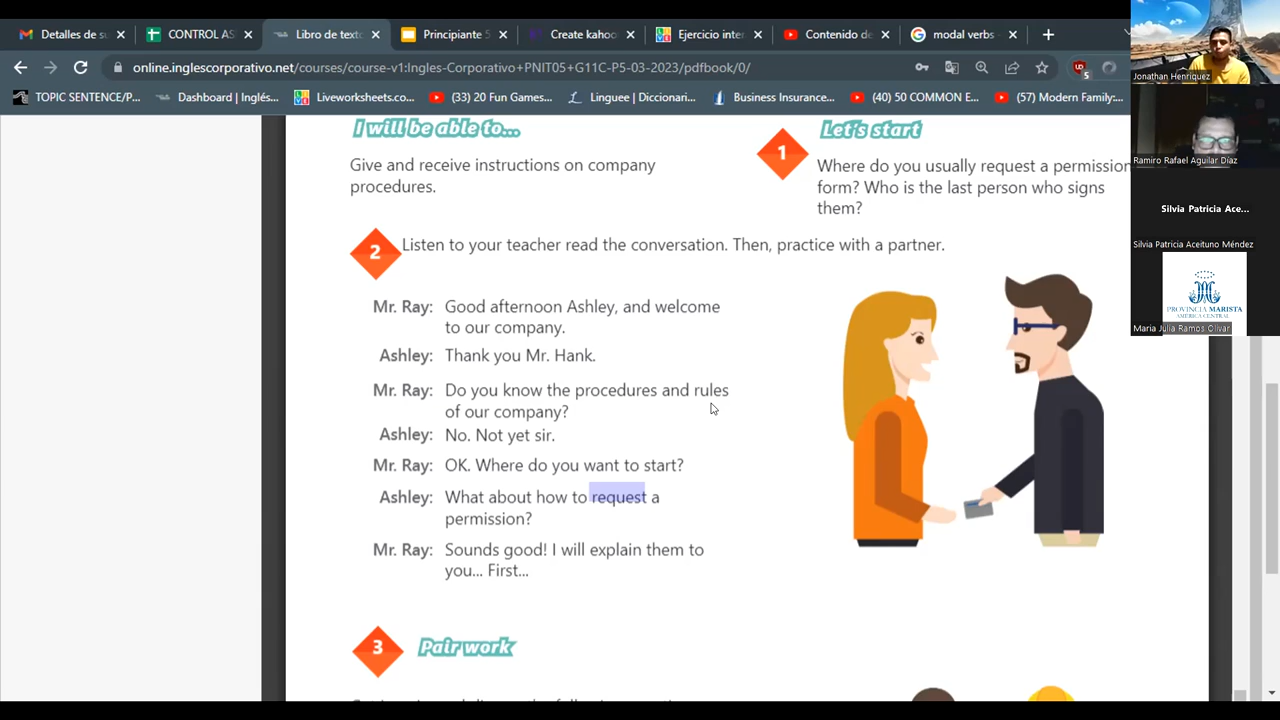 Detalles de su
CONTROL AS
Libro de texto
Principiante 5
Create kahoo
Ejercicio inter
Contenido de
modal verbs -
online.inglescorporativo.net/courses/course-v1:Ingles-Corporativo+PNIT05+G11C-P5-03-2023/pdfbook/0/
5
TOPIC SENTENCE/P...
Dashboard | Inglés...
Liveworksheets.co...
(33) 20 Fun Games...
Linguee | Diccionari...
Business Insurance...
(40) 50 COMMON E...
(57) Modern Family:...
Jonathan Henriquez
Ramiro Rafael Aguilar Díaz
Silvia Patricia Ace...
Silvia Patricia Aceituno Méndez
PROVINCIA MARISTA
AMERICA CENTRAL
Maria Julia Ramos Olivar
I will be able to...
Give and receive instructions on company
procedures.
1
Let's start
Where do you usually request a permission
form? Who is the last person who signs
them?
2
Listen to your teacher read the conversation. Then, practice with a partner.
Mr. Ray: Good afternoon Ashley, and welcome
to our company.
Ashley: Thank you Mr. Hank.
Mr. Ray: Do you know the procedures and rules
of our company?
Ashley: No. Not yet sir.
Mr. Ray: OK. Where do you want to start?
Ashley: What about how to request a
permission?
Mr. Ray: Sounds good! I will explain them to
you... First...
3
Pair work